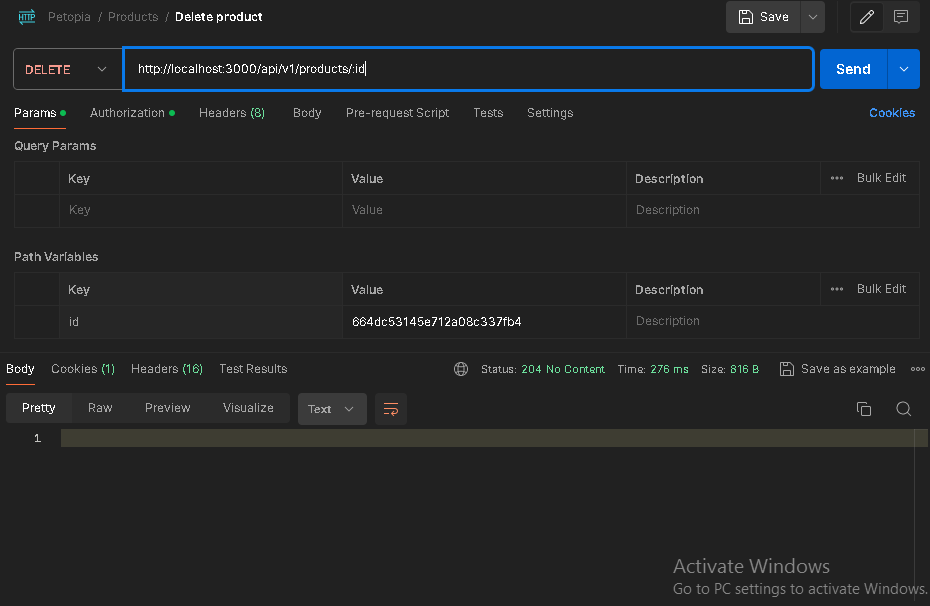 HTTP Petopia / Products / Delete product Save
DELETE http://localhost:3000/api/v1/products/:id Send
Params Authorization Headers (8) Body Pre-request Script Tests Settings Cookies
Query Params
Key Value Description Bulk Edit
Key Value Description
Path Variables
Key Value Description Bulk Edit
id 664dc53145e712a08c337fb4 Description
Body Cookies (1) Headers (16) Test Results Status: 204 No Content Time: 276 ms Size: 816 B Save as example
Pretty Raw Preview Visualize Text
1
Activate Windows
Go to PC settings to activate Windows.